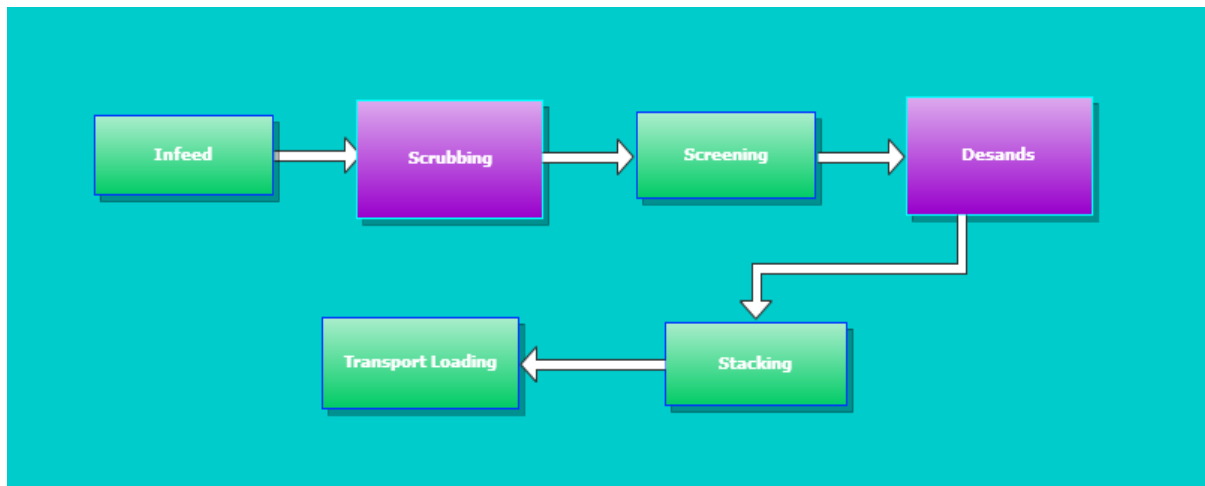 Infeed
Scrubbing
Screening
Desands
Stacking
Transport Loading